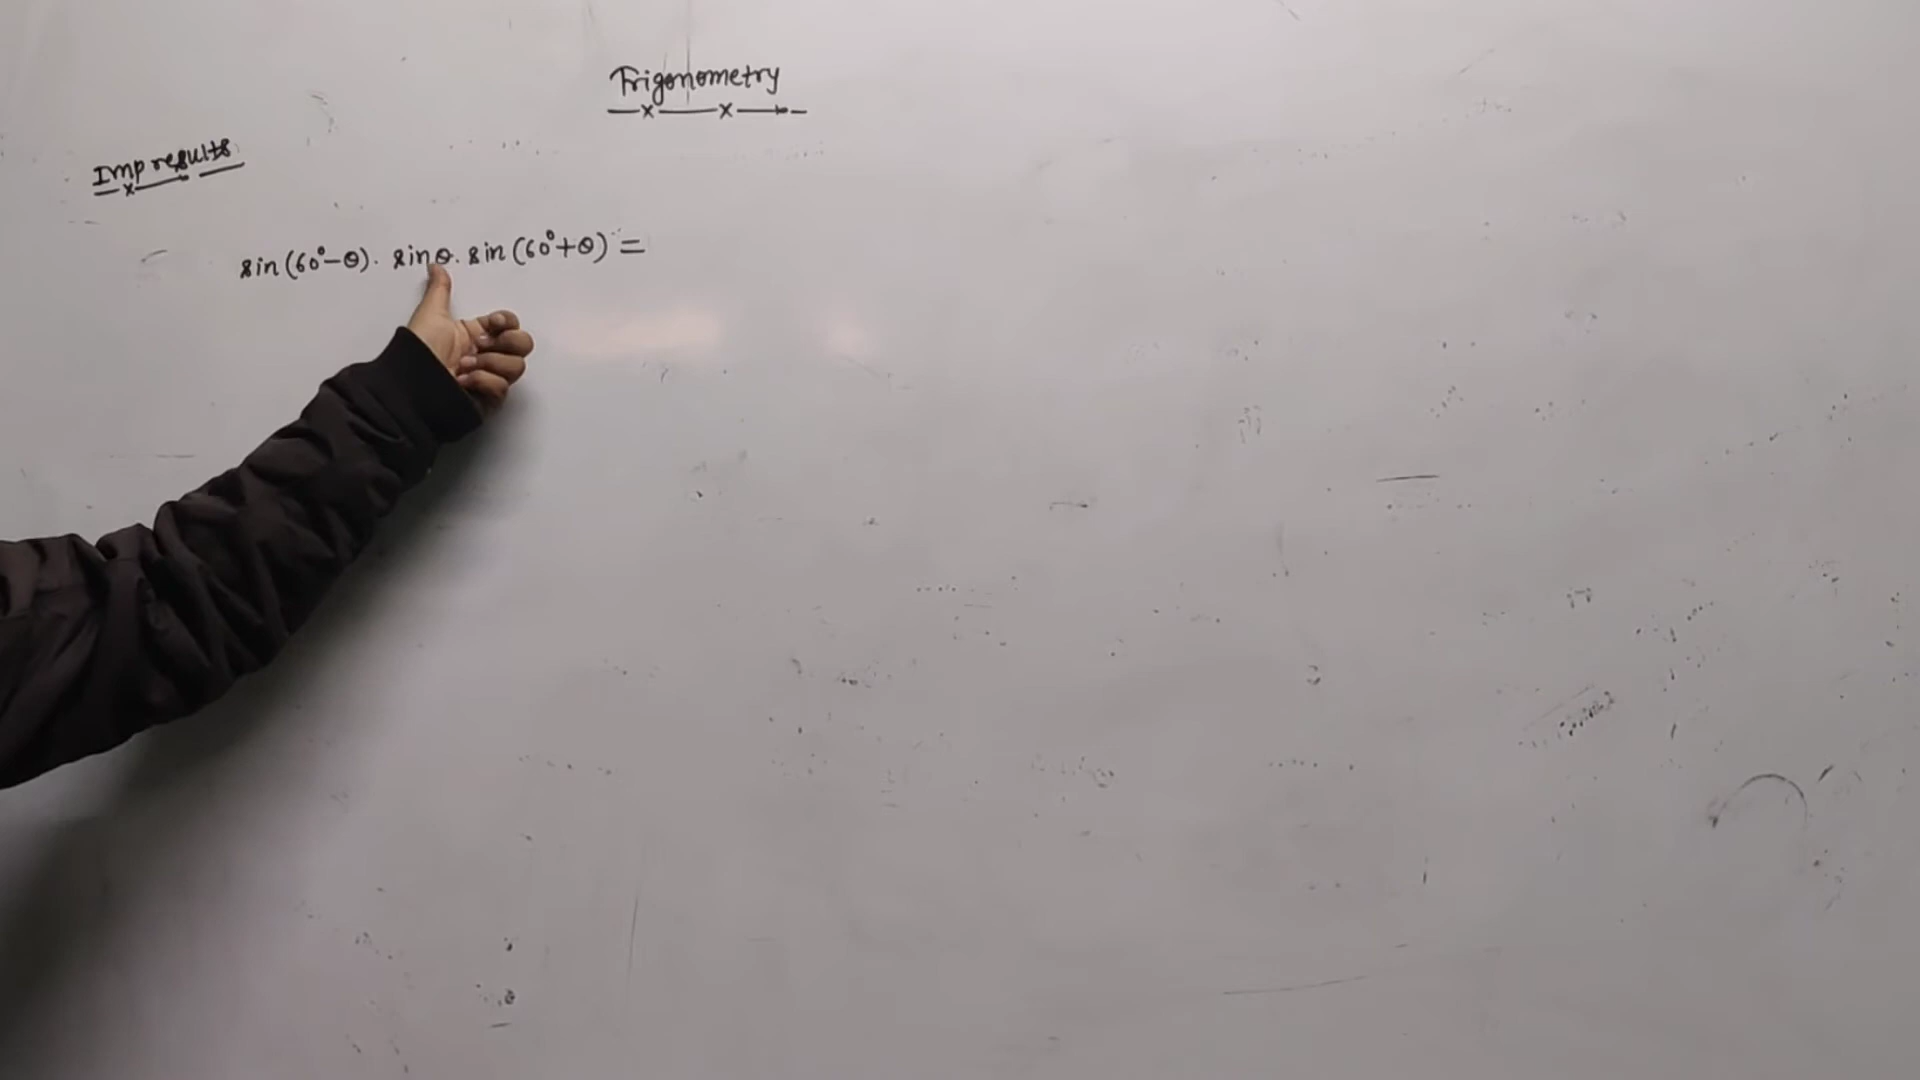 Trigonometry
Imp results
sin(60°-θ). sinθ. sin(60°+θ) =